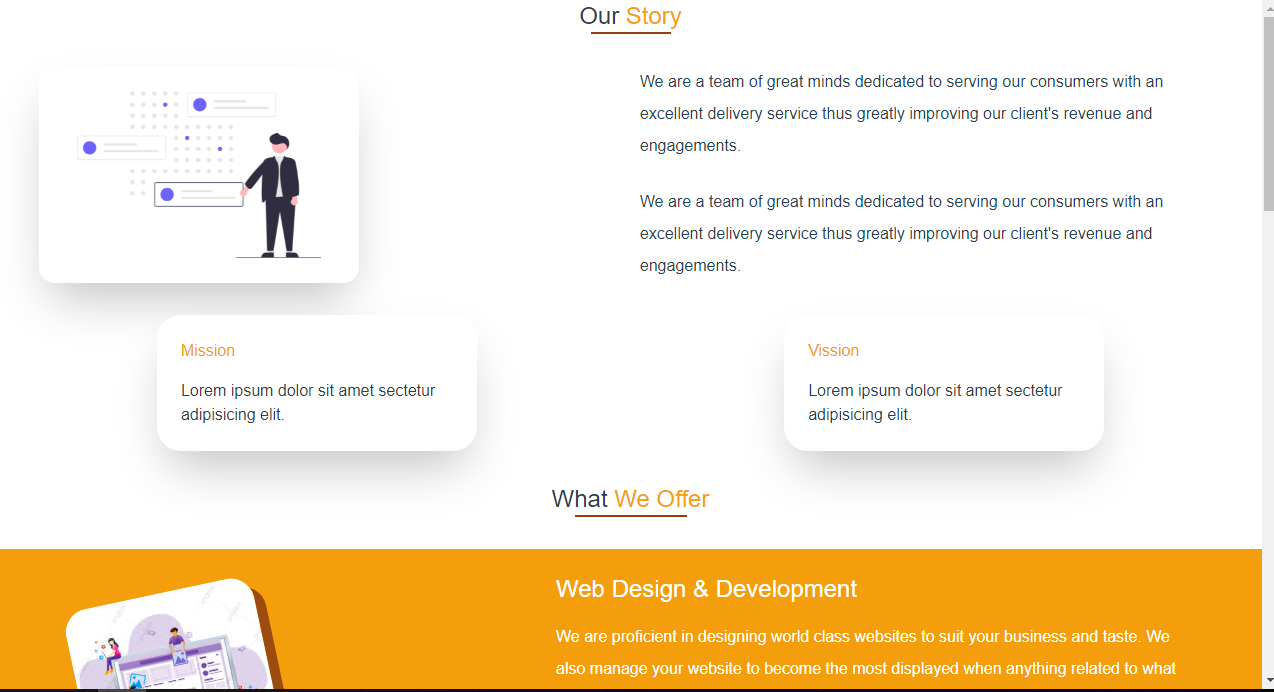 Our Story
We are a team of great minds dedicated to serving our consumers with an
excellent delivery service thus greatly improving our client's revenue and
engagements.
We are a team of great minds dedicated to serving our consumers with an
excellent delivery service thus greatly improving our client's revenue and
engagements.
Mission
Lorem ipsum dolor sit amet sectetur
adipisicing elit.
Vission
Lorem ipsum dolor sit amet sectetur
adipisicing elit.
What We Offer
Web Design & Development
We are proficient in designing world class websites to suit your business and taste. We
also manage your website to become the most displayed when anything related to what